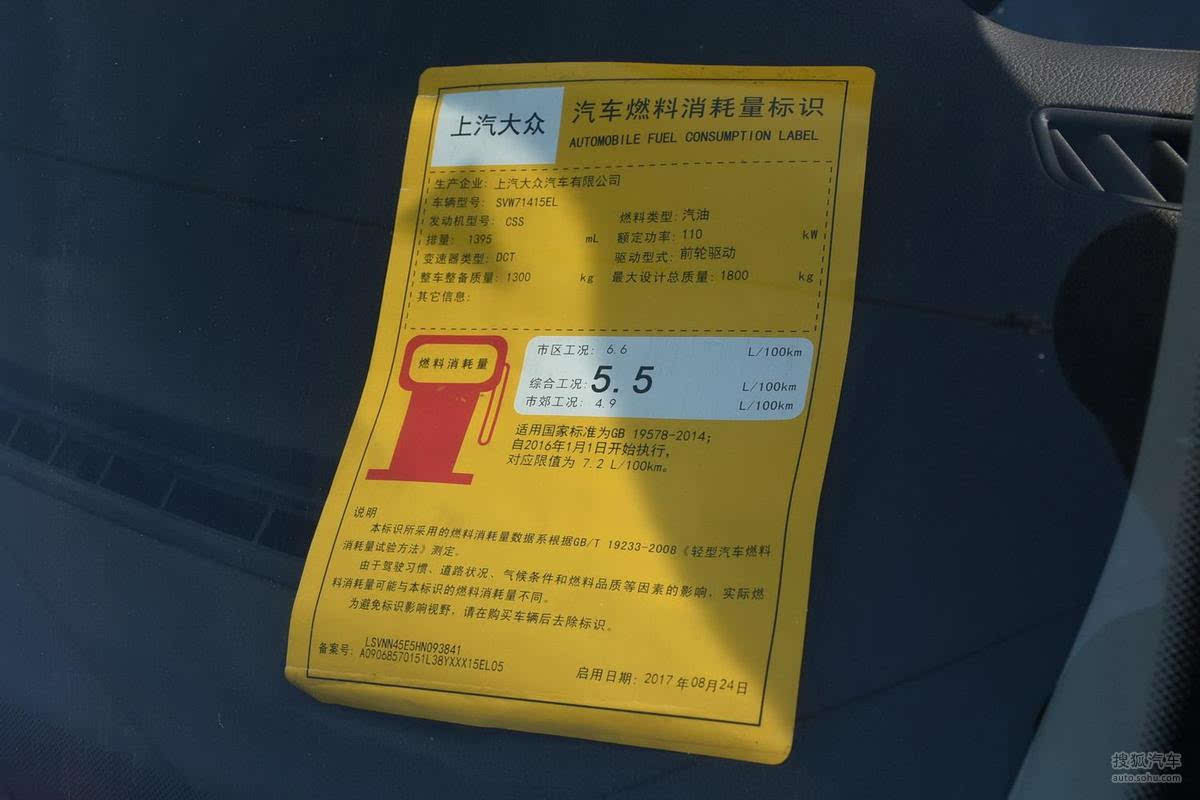 上汽大众
汽车燃料消耗量标识
AUTOMOBILE FUEL CONSUMPTION LABEL
生产企业: 上汽大众汽车有限公司
车辆型号: SVW71415EL
发动机型号: CSS
燃料类型: 汽油
排量: 1395 mL
额定功率: 110 kW
变速器类型: DCT
驱动型式: 前轮驱动
整车整备质量: 1300 kg
最大设计总质量: 1800 kg
其它信息:
燃料消耗量
市区工况: 6.6 L/100km
综合工况: 5.5 L/100km
市郊工况: 4.9 L/100km
适用国家标准为GB 19578-2014;
自2016年1月1日开始执行,
对应限值为 7.2 L/100km。
说明
本标识所采用的燃料消耗量数据系根据GB/T 19233-2008《轻型汽车燃料
消耗量试验方法》测定。
由于驾驶习惯、道路状况、气候条件和燃料品质等因素的影响, 实际燃
料消耗量可能与本标识的燃料消耗量不同。
为避免标识影响视野, 请在购买车辆后去除标识。
LSVNN45E5HN093841
备案号: A09068570151L38YXXX15EL05
启用日期: 2017年08月24日
搜狐汽车
auto.sohu.com